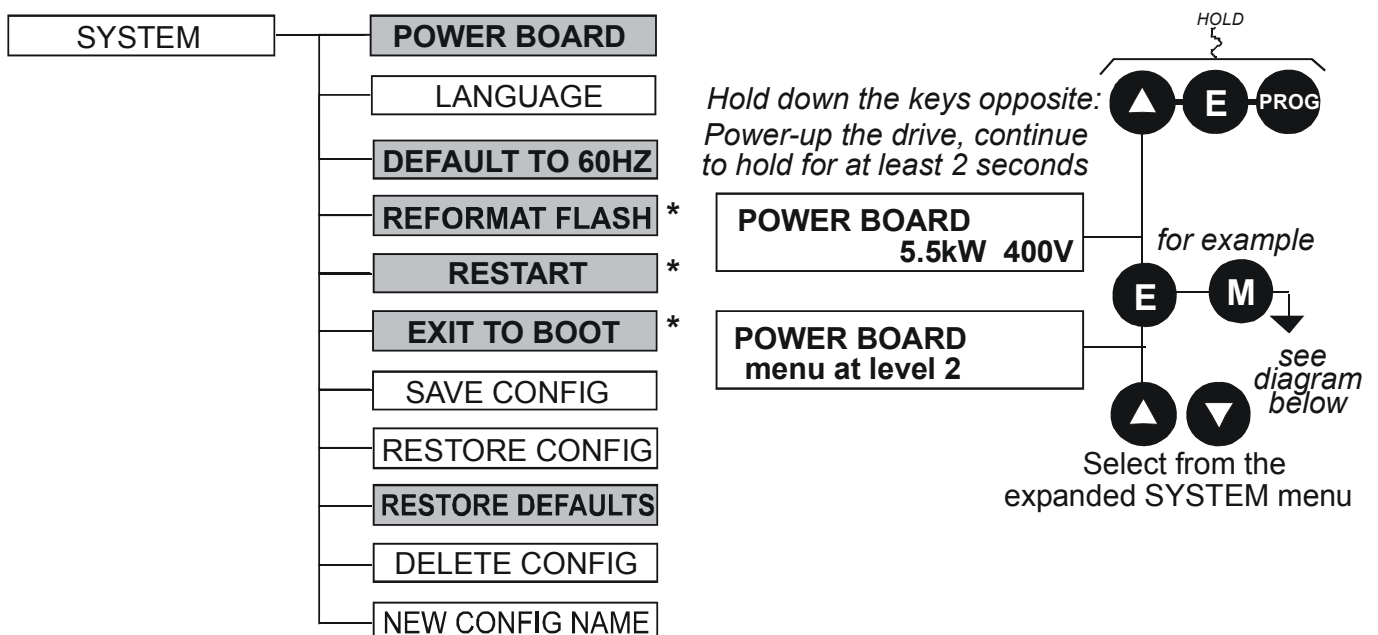 SYSTEM
POWER BOARD
LANGUAGE
DEFAULT TO 60HZ
REFORMAT FLASH *
RESTART *
EXIT TO BOOT *
SAVE CONFIG
RESTORE CONFIG
RESTORE DEFAULTS
DELETE CONFIG
NEW CONFIG NAME
HOLD
Hold down the keys opposite:
E PROG
Power-up the drive, continue
to hold for at least 2 seconds
POWER BOARD
5.5kW 400V
for example
E M
POWER BOARD
menu at level 2
see
diagram
below
Select from the
expanded SYSTEM menu